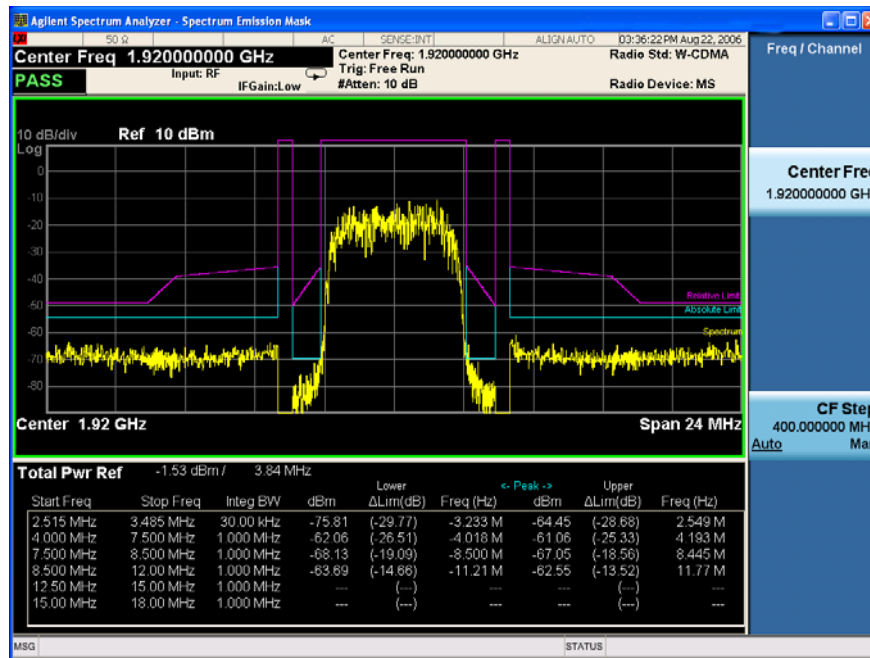 Agilent Spectrum Analyzer - Spectrum Emission Mask
50 Ω AC SENSE:INT ALIGNAUTO 03:36:22 PM Aug 22, 2006
Center Freq 1.920000000 GHz
Center Freq: 1.920000000 GHz
Radio Std: W-CDMA
PASS
Input: RF
IFGain:Low
Trig: Free Run
#Atten: 10 dB
Radio Device: MS
Freq / Channel
10 dB/div Ref 10 dBm
Log
0
-10
-20
-30
-40
-50
-60
-70
-80
Relative Limit
Absolute Limit
Spectrum
Center 1.92 GHz Span 24 MHz
Center Fre
1.920000000 GH
CF Step
400.000000 MH
Auto Ma
Total Pwr Ref -1.53 dBm / 3.84 MHz
Lower <- Peak -> Upper
Start Freq Stop Freq Integ BW dBm ΔLim(dB) Freq (Hz) dBm ΔLim(dB) Freq (Hz)
2.515 MHz 3.485 MHz 30.00 kHz -75.81 (-29.77) -3.233 M -64.45 (-28.68) 2.549 M
4.000 MHz 7.500 MHz 1.000 MHz -62.06 (-26.51) -4.018 M -61.06 (-25.33) 4.193 M
7.500 MHz 8.500 MHz 1.000 MHz -68.13 (-19.09) -8.500 M -67.05 (-18.56) 8.445 M
8.500 MHz 12.00 MHz 1.000 MHz -63.69 (-14.66) -11.21 M -62.55 (-13.52) 11.77 M
12.50 MHz 15.00 MHz 1.000 MHz --- (---) --- --- (---) ---
15.00 MHz 18.00 MHz 1.000 MHz --- (---) --- --- (---) ---
MSG STATUS